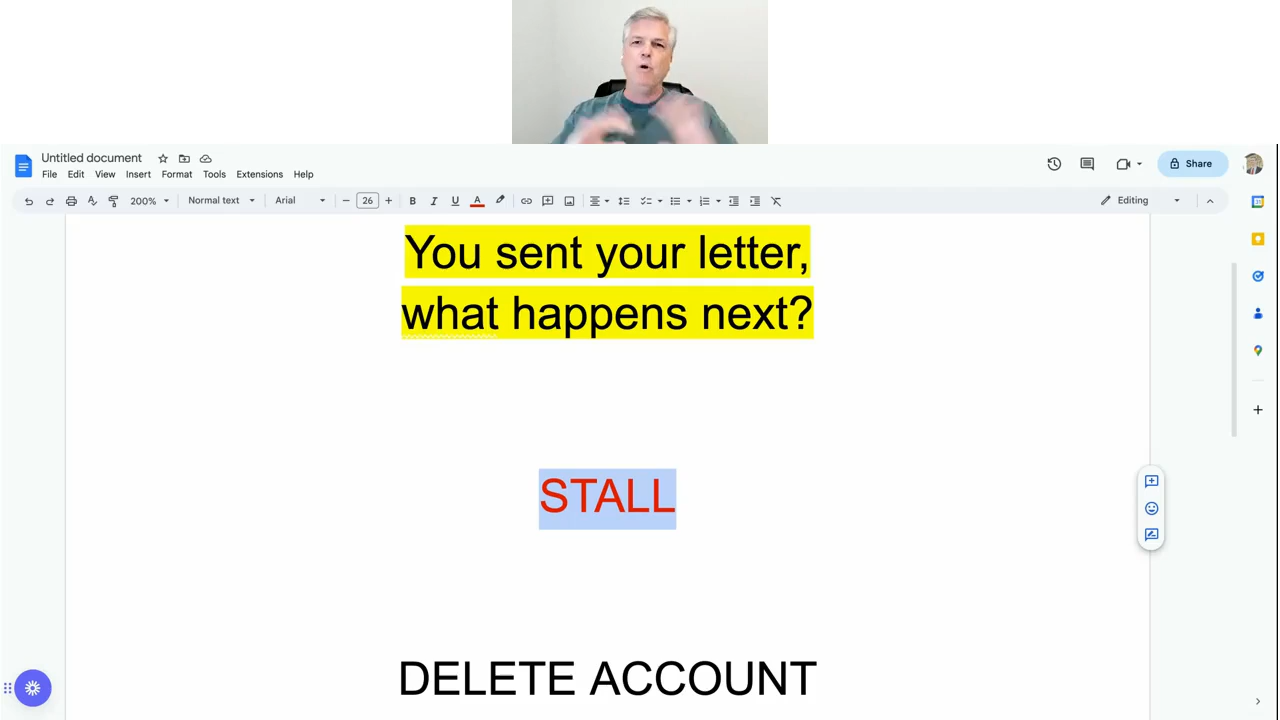 Untitled document
File Edit View Insert Format Tools Extensions Help
Share
200% Normal text Arial 26 Editing
You sent your letter,
what happens next?
STALL
DELETE ACCOUNT